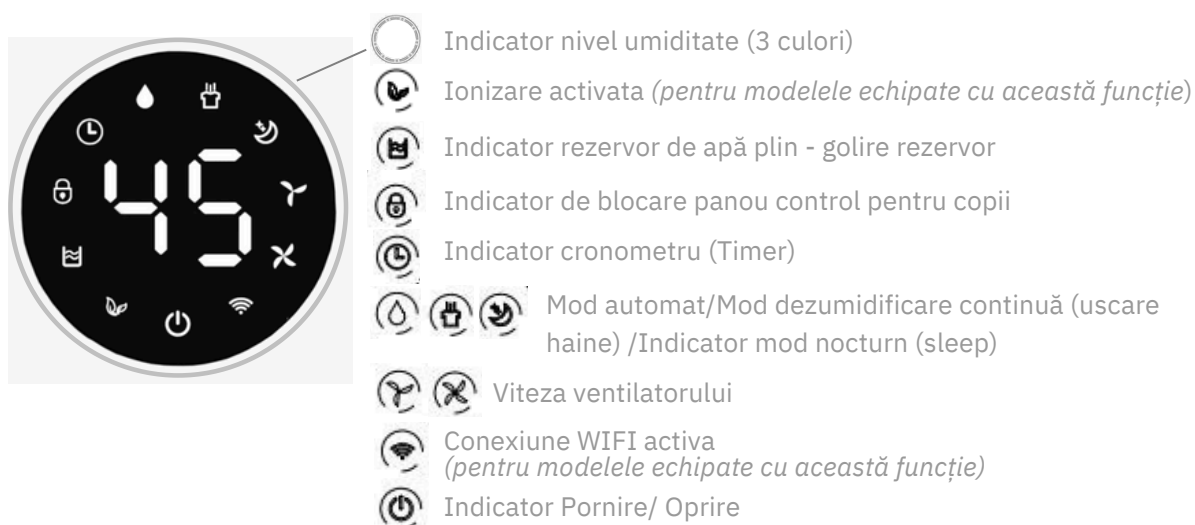 45
Indicator nivel umiditate (3 culori)
Ionizare activata (pentru modelele echipate cu această funcție)
Indicator rezervor de apă plin - golire rezervor
Indicator de blocare panou control pentru copii
Indicator cronometru (Timer)
Mod automat/Mod dezumidificare continuă (uscare
haine) /Indicator mod nocturn (sleep)
Viteza ventilatorului
Conexiune WIFI activa
(pentru modelele echipate cu această funcție)
Indicator Pornire/ Oprire